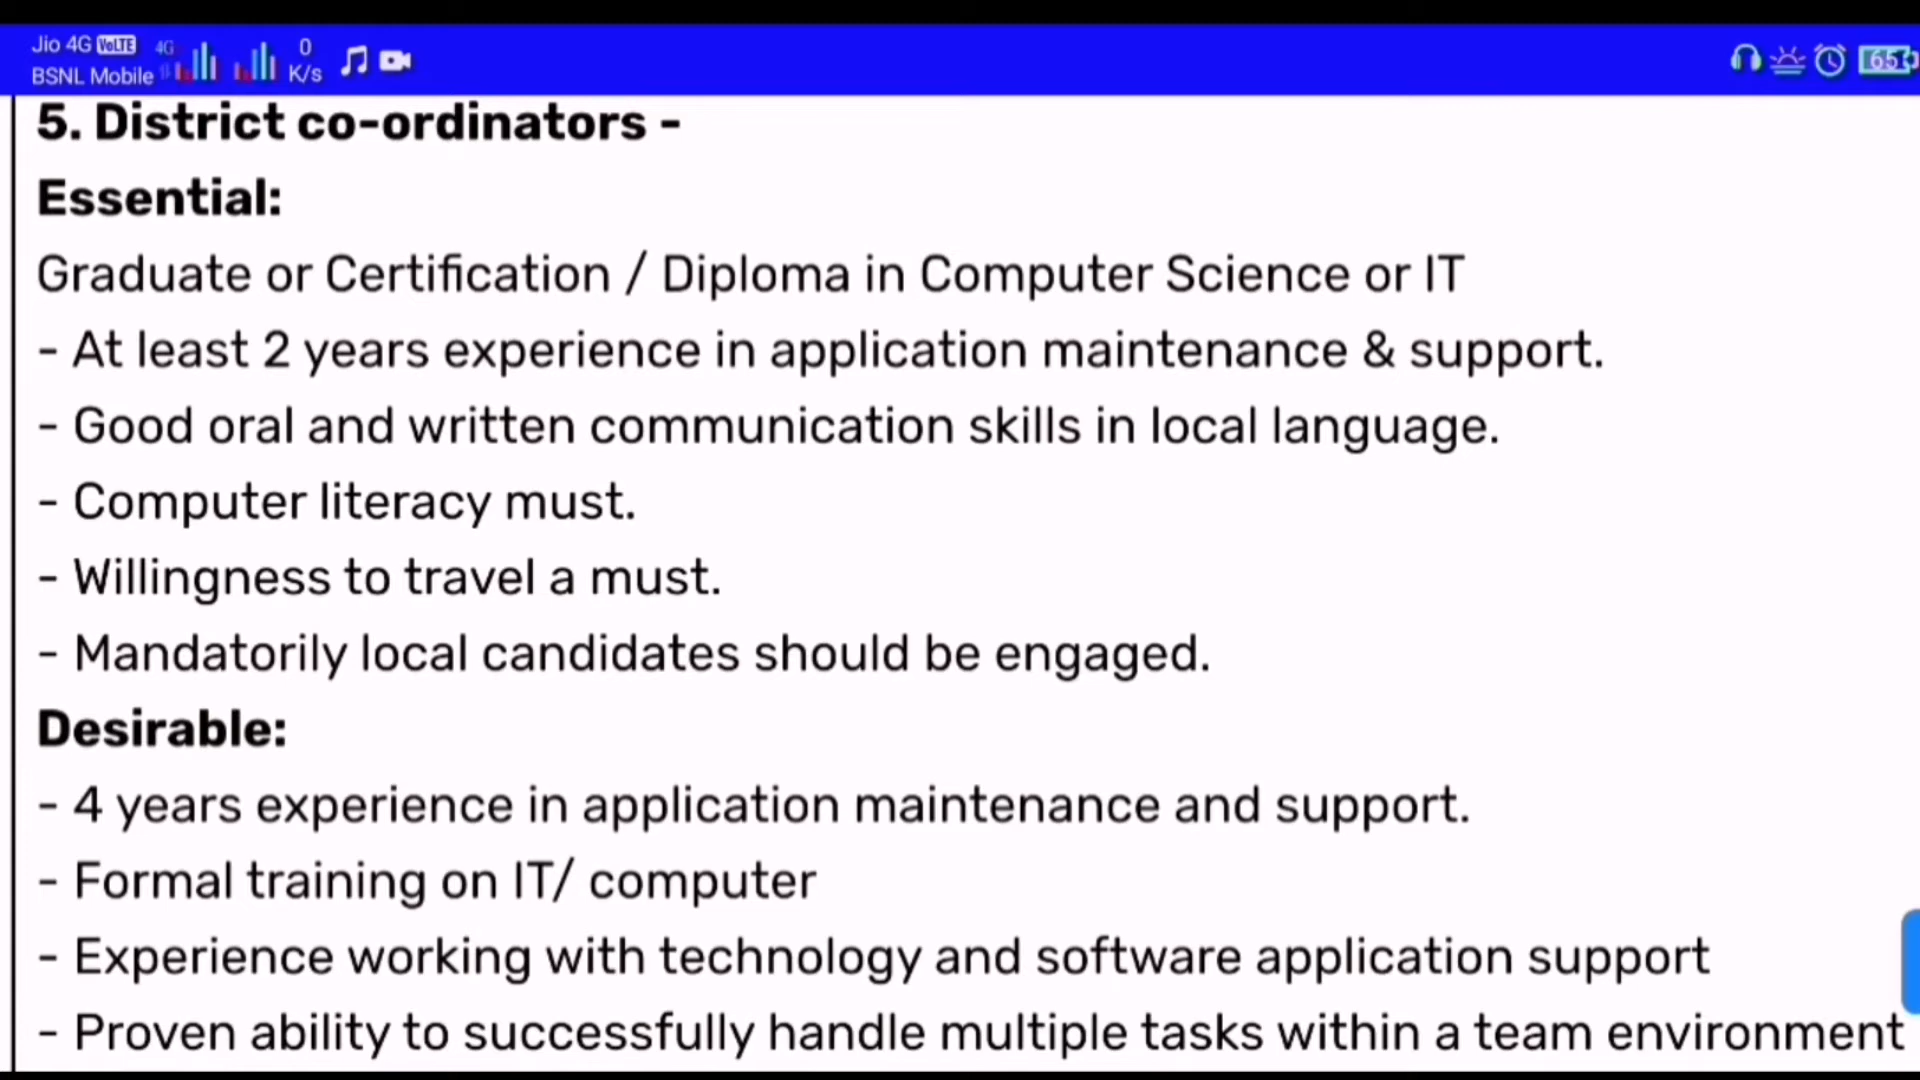 Jio 4G VoLTE 4G 0
BSNL Mobile K/s 65
5. District co-ordinators -
Essential:
Graduate or Certification / Diploma in Computer Science or IT
- At least 2 years experience in application maintenance & support.
- Good oral and written communication skills in local language.
- Computer literacy must.
- Willingness to travel a must.
- Mandatorily local candidates should be engaged.
Desirable:
- 4 years experience in application maintenance and support.
- Formal training on IT/ computer
- Experience working with technology and software application support
- Proven ability to successfully handle multiple tasks within a team environment